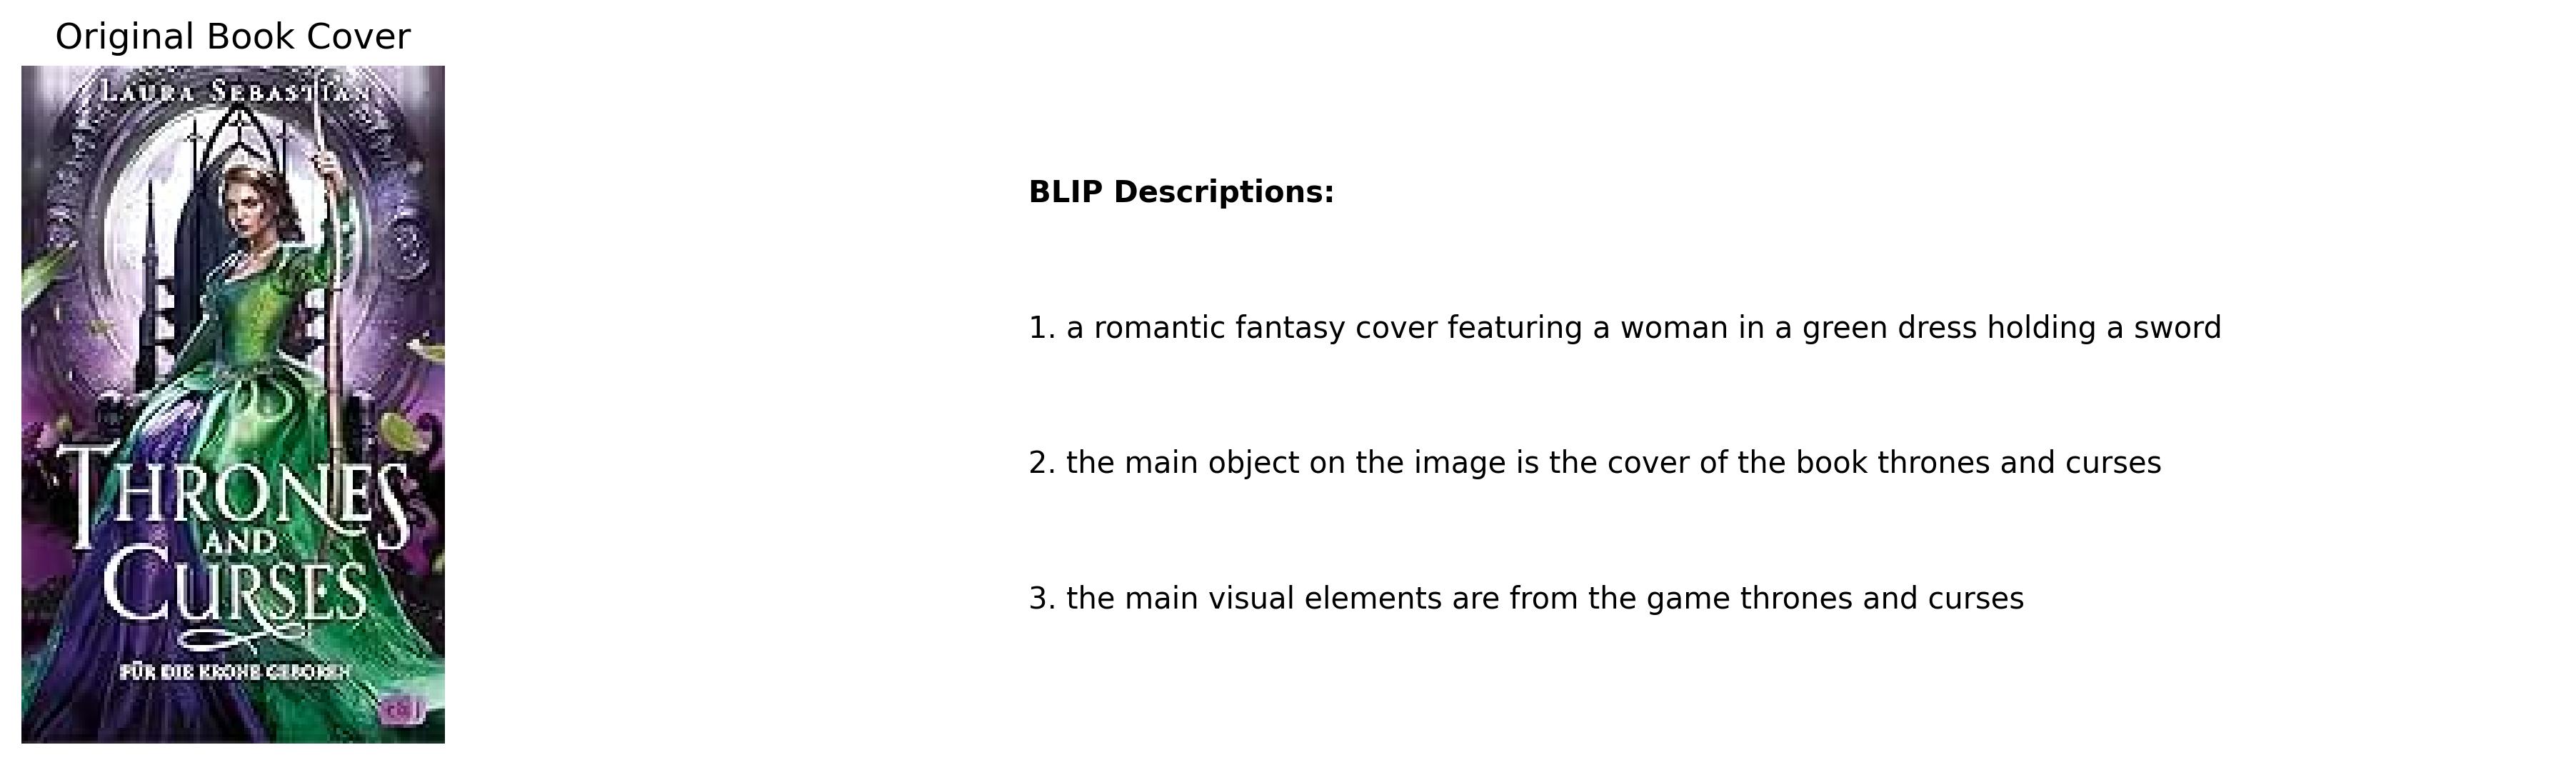 Original Book Cover
LAURA SEBASTIAN
THRONES
AND
CURSES
FÜR DIE KRONE GEBOREN
cbj
BLIP Descriptions:
1. a romantic fantasy cover featuring a woman in a green dress holding a sword
2. the main object on the image is the cover of the book thrones and curses
3. the main visual elements are from the game thrones and curses